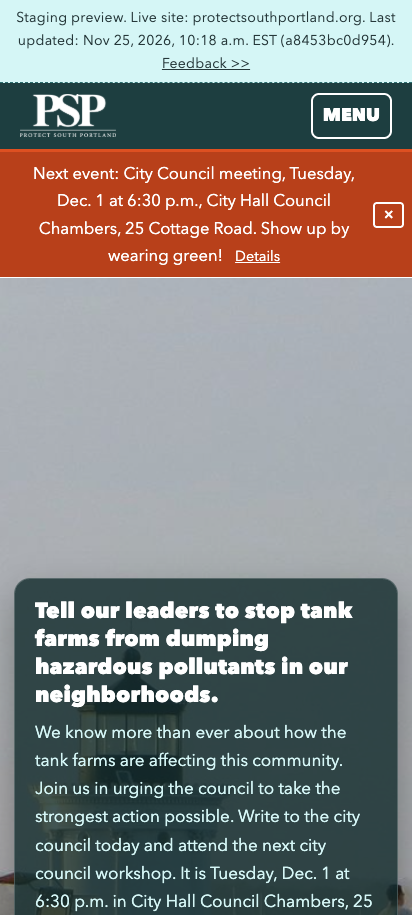 Staging preview. Live site: protectsouthportland.org. Last
updated: Nov 25, 2026, 10:18 a.m. EST (a8453bc0d954).
Feedback >>
PSP
PROTECT SOUTH PORTLAND
MENU
Next event: City Council meeting, Tuesday,
Dec. 1 at 6:30 p.m., City Hall Council
Chambers, 25 Cottage Road. Show up by
wearing green! Details
×
Tell our leaders to stop tank
farms from dumping
hazardous pollutants in our
neighborhoods.
We know more than ever about how the
tank farms are affecting this community.
Join us in urging the council to take the
strongest action possible. Write to the city
council today and attend the next city
council workshop. It is Tuesday, Dec. 1 at
6:30 p.m. in City Hall Council Chambers, 25